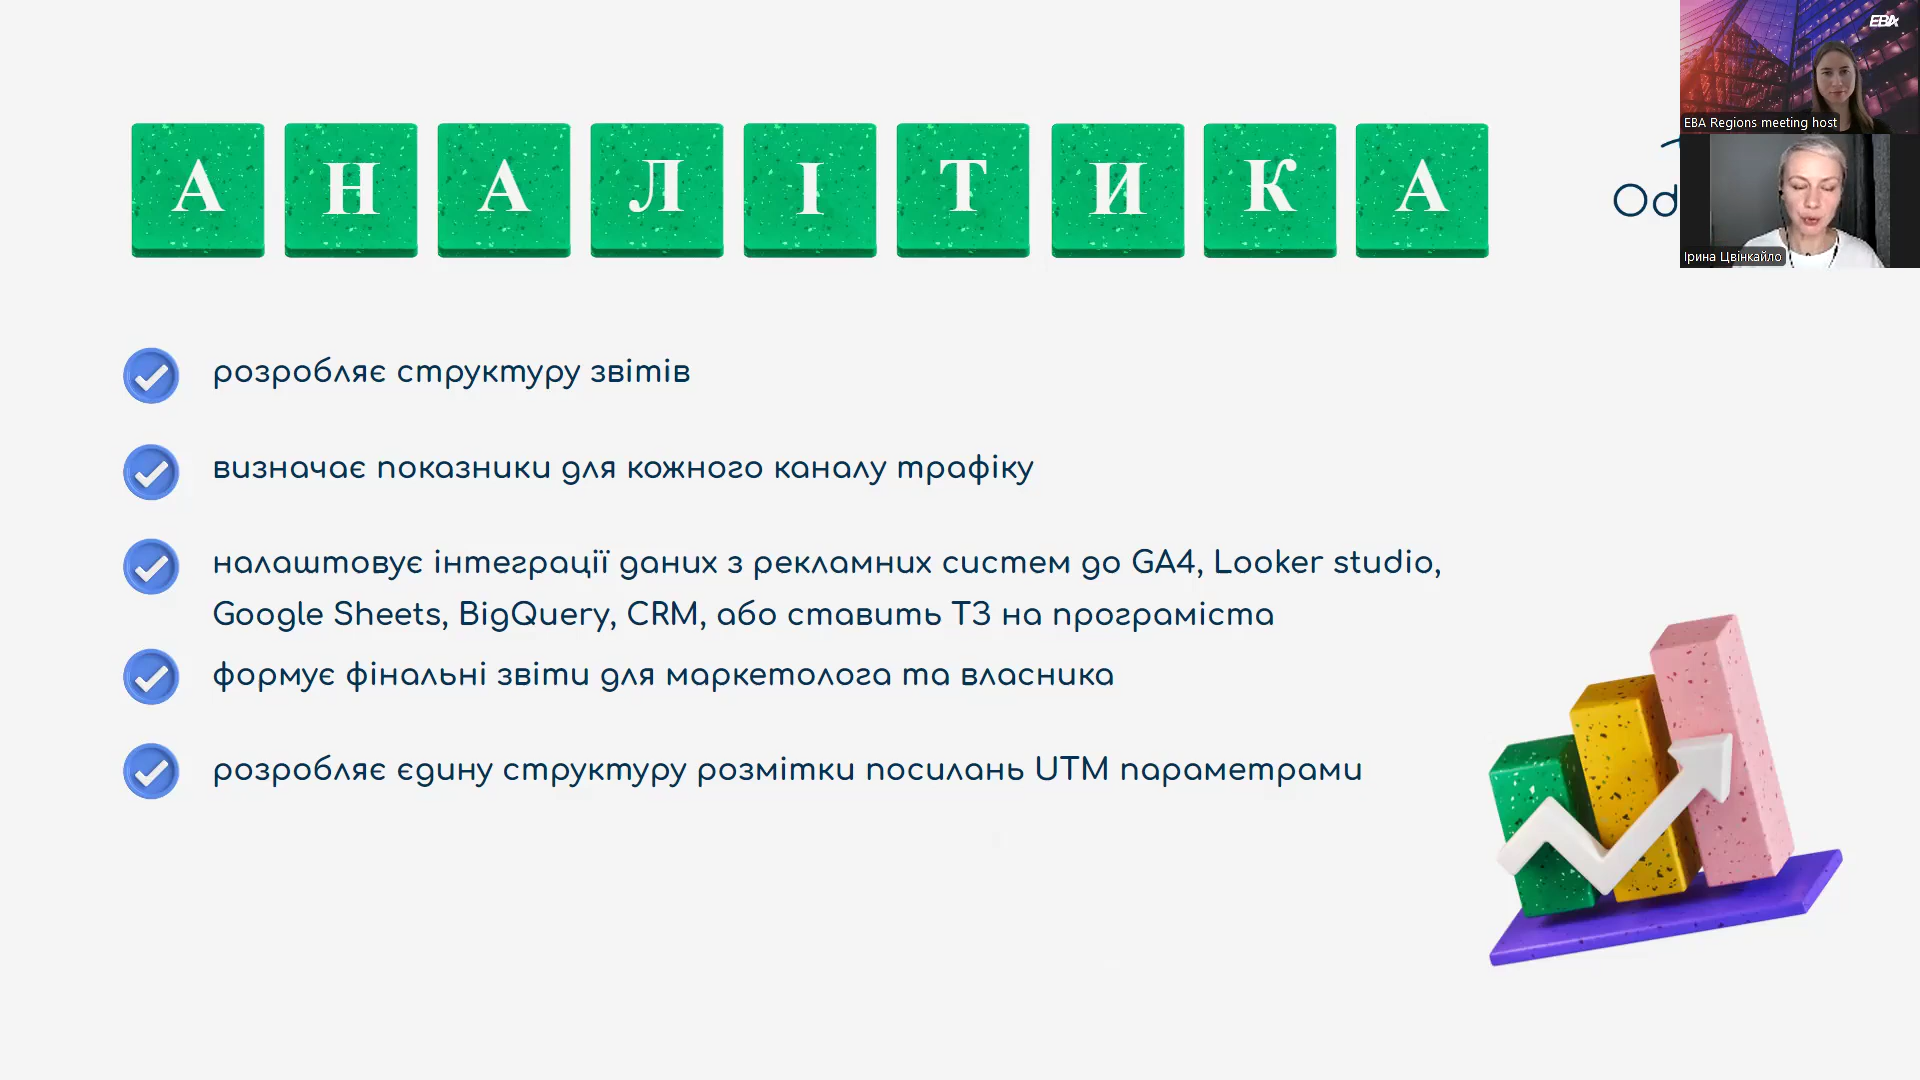 АНАЛІТИКА
розробляє структуру звітів
визначає показники для кожного каналу трафіку
налаштовує інтеграції даних з рекламних систем до GA4, Looker studio,
Google Sheets, BigQuery, CRM, або ставить ТЗ на програміста
формує фінальні звіти для маркетолога та власника
розробляє єдину структуру розмітки посилань UTM параметрами
EBA
EBA Regions meeting host
Ірина Цвінкайло